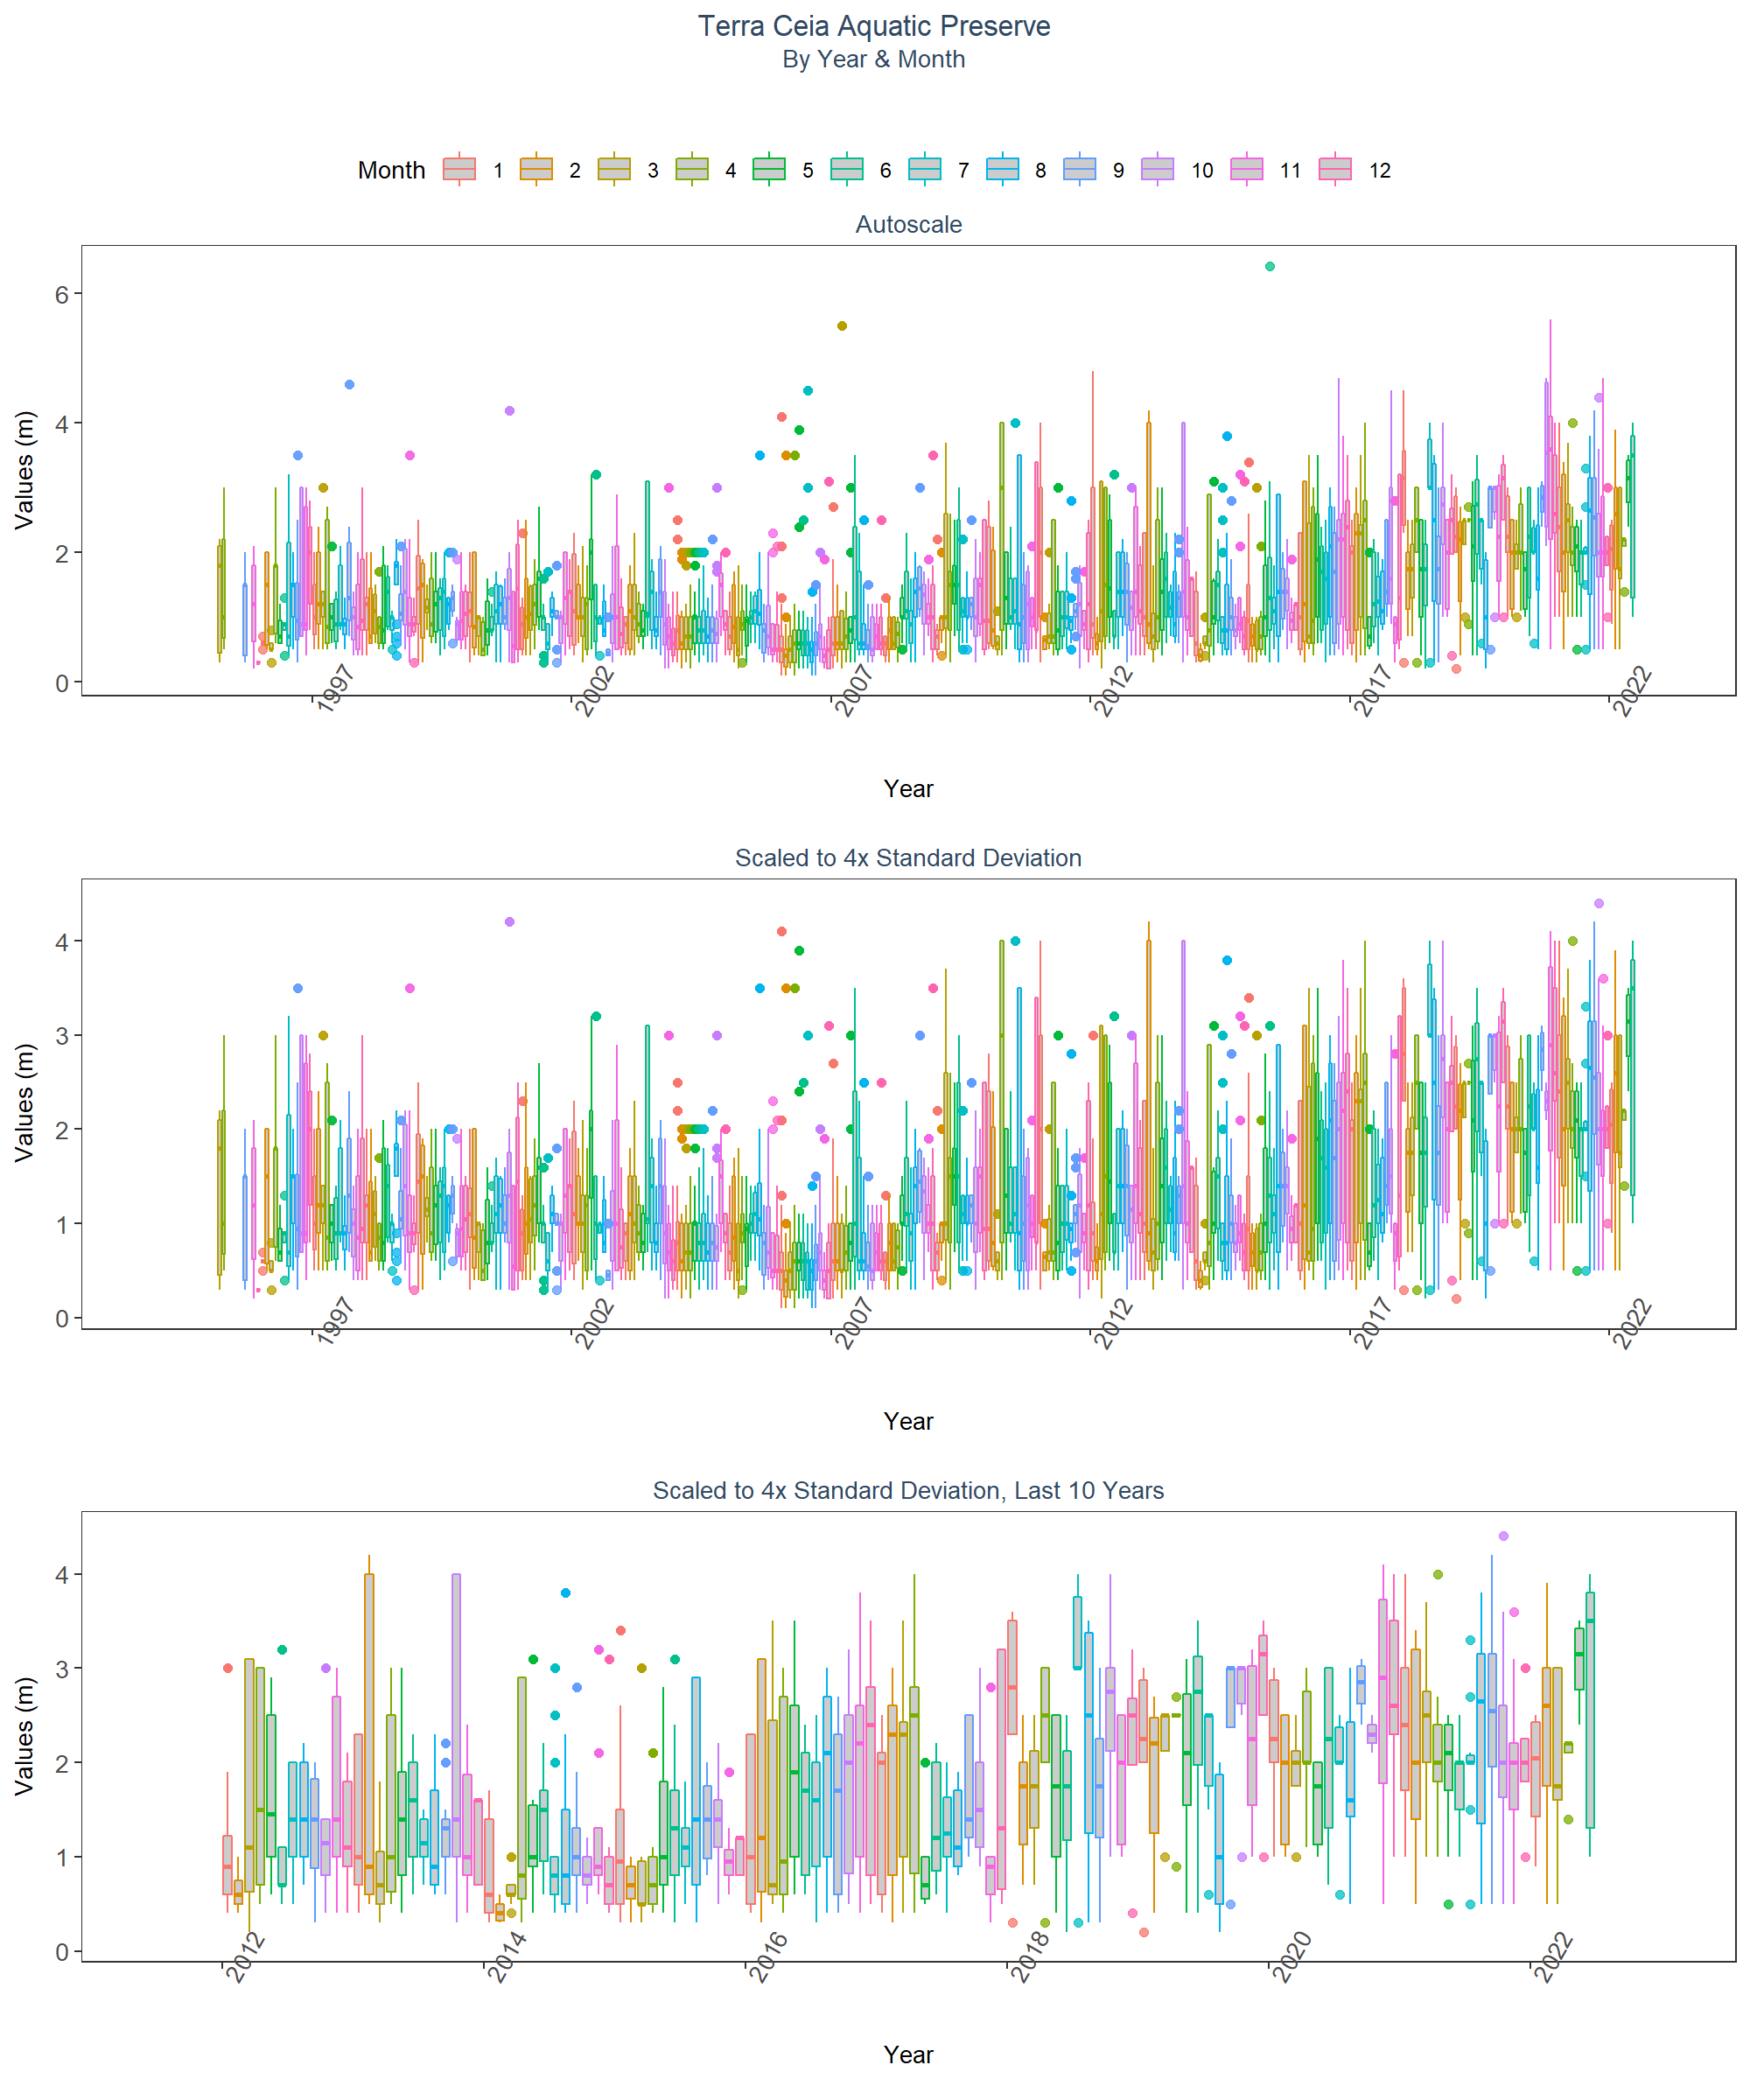 Terra Ceia Aquatic Preserve
By Year & Month
Month 1 2 3 4 5 6 7 8 9 10 11 12
Autoscale
Values (m)
6
4
2
0
1997 2002 2007 2012 2017 2022
Year
Scaled to 4x Standard Deviation
Values (m)
4
3
2
1
0
1997 2002 2007 2012 2017 2022
Year
Scaled to 4x Standard Deviation, Last 10 Years
Values (m)
4
3
2
1
0
2012 2014 2016 2018 2020 2022
Year